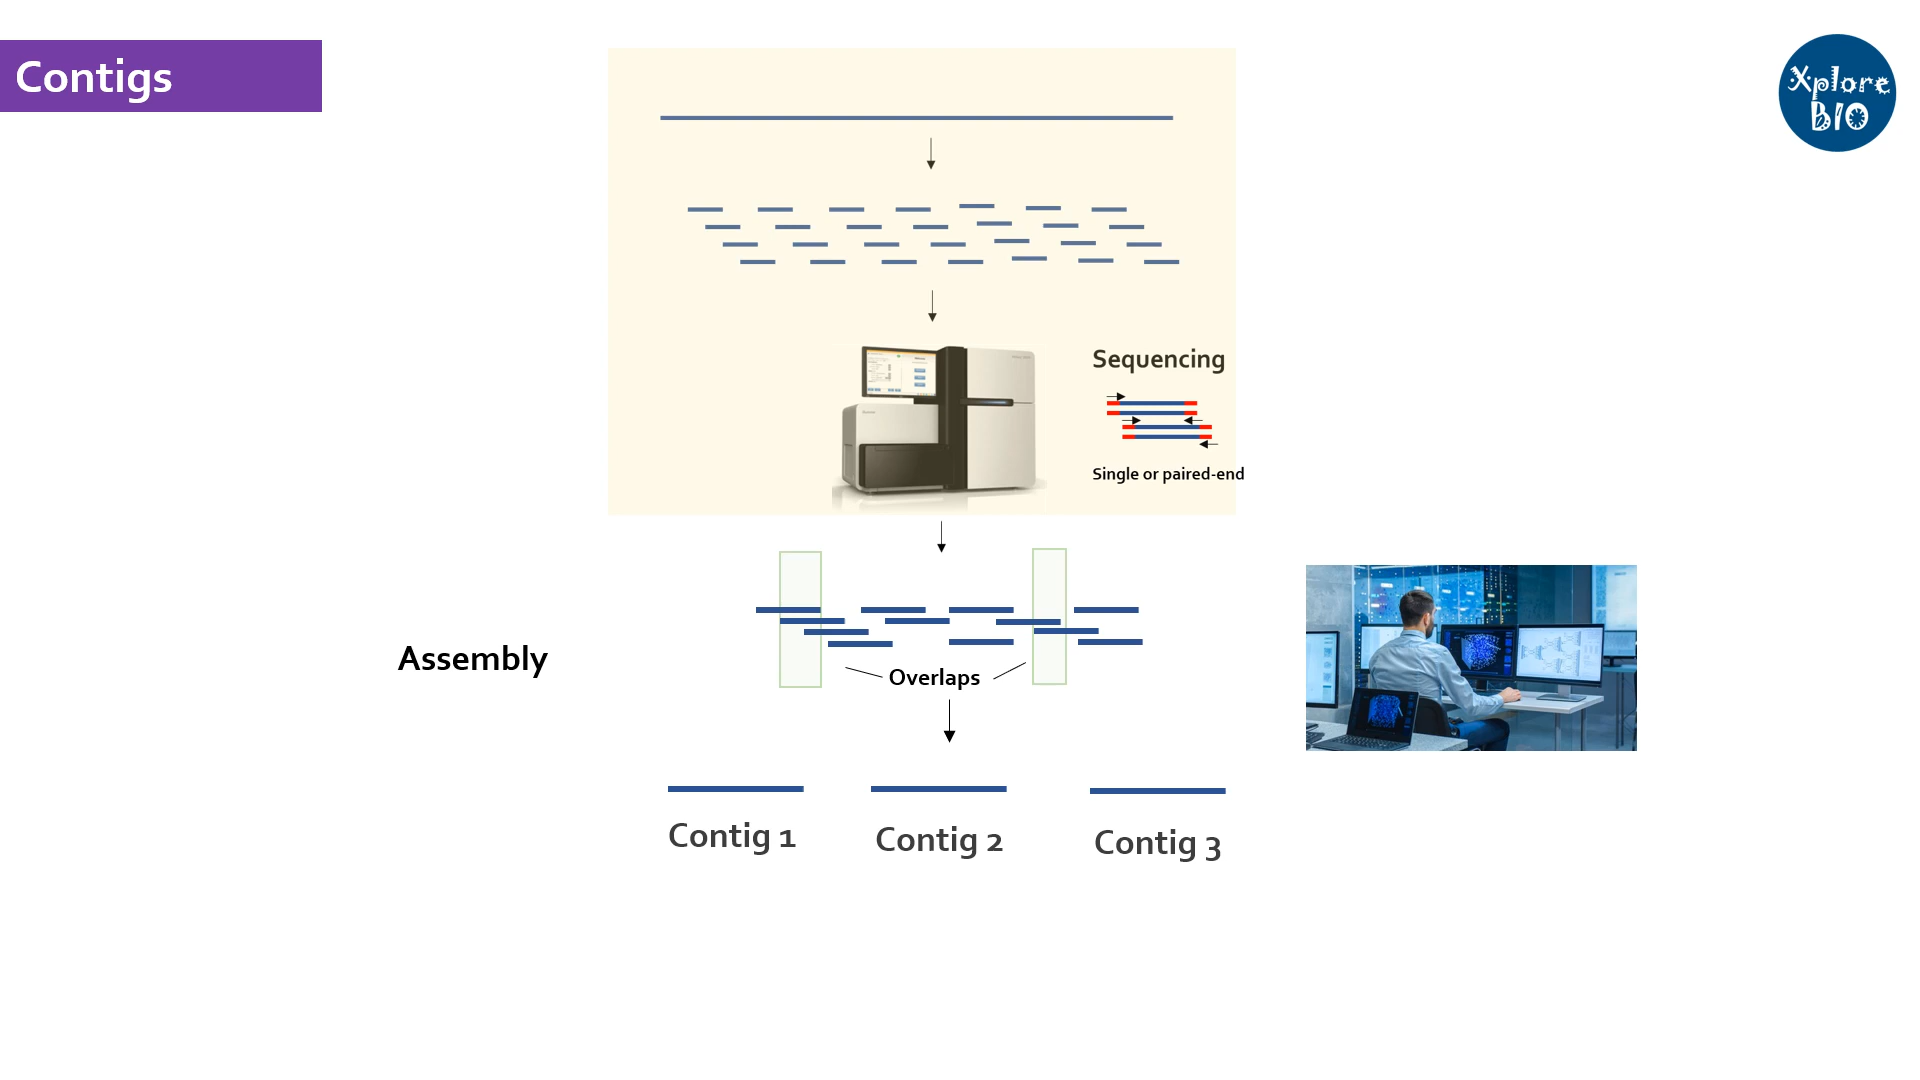 Contigs
Xplore
BIO
Sequencing
Single or paired-end
Assembly
Overlaps
Contig 1
Contig 2
Contig 3